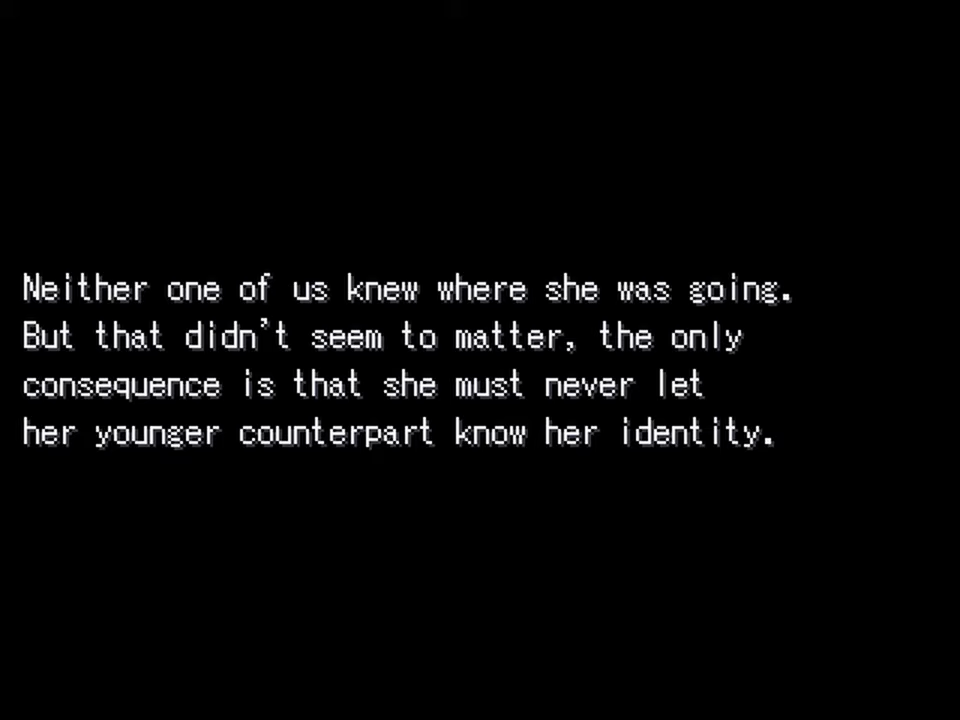 Neither one of us knew where she was going.
But that didn't seem to matter, the only
consequence is that she must never let
her younger counterpart know her identity.